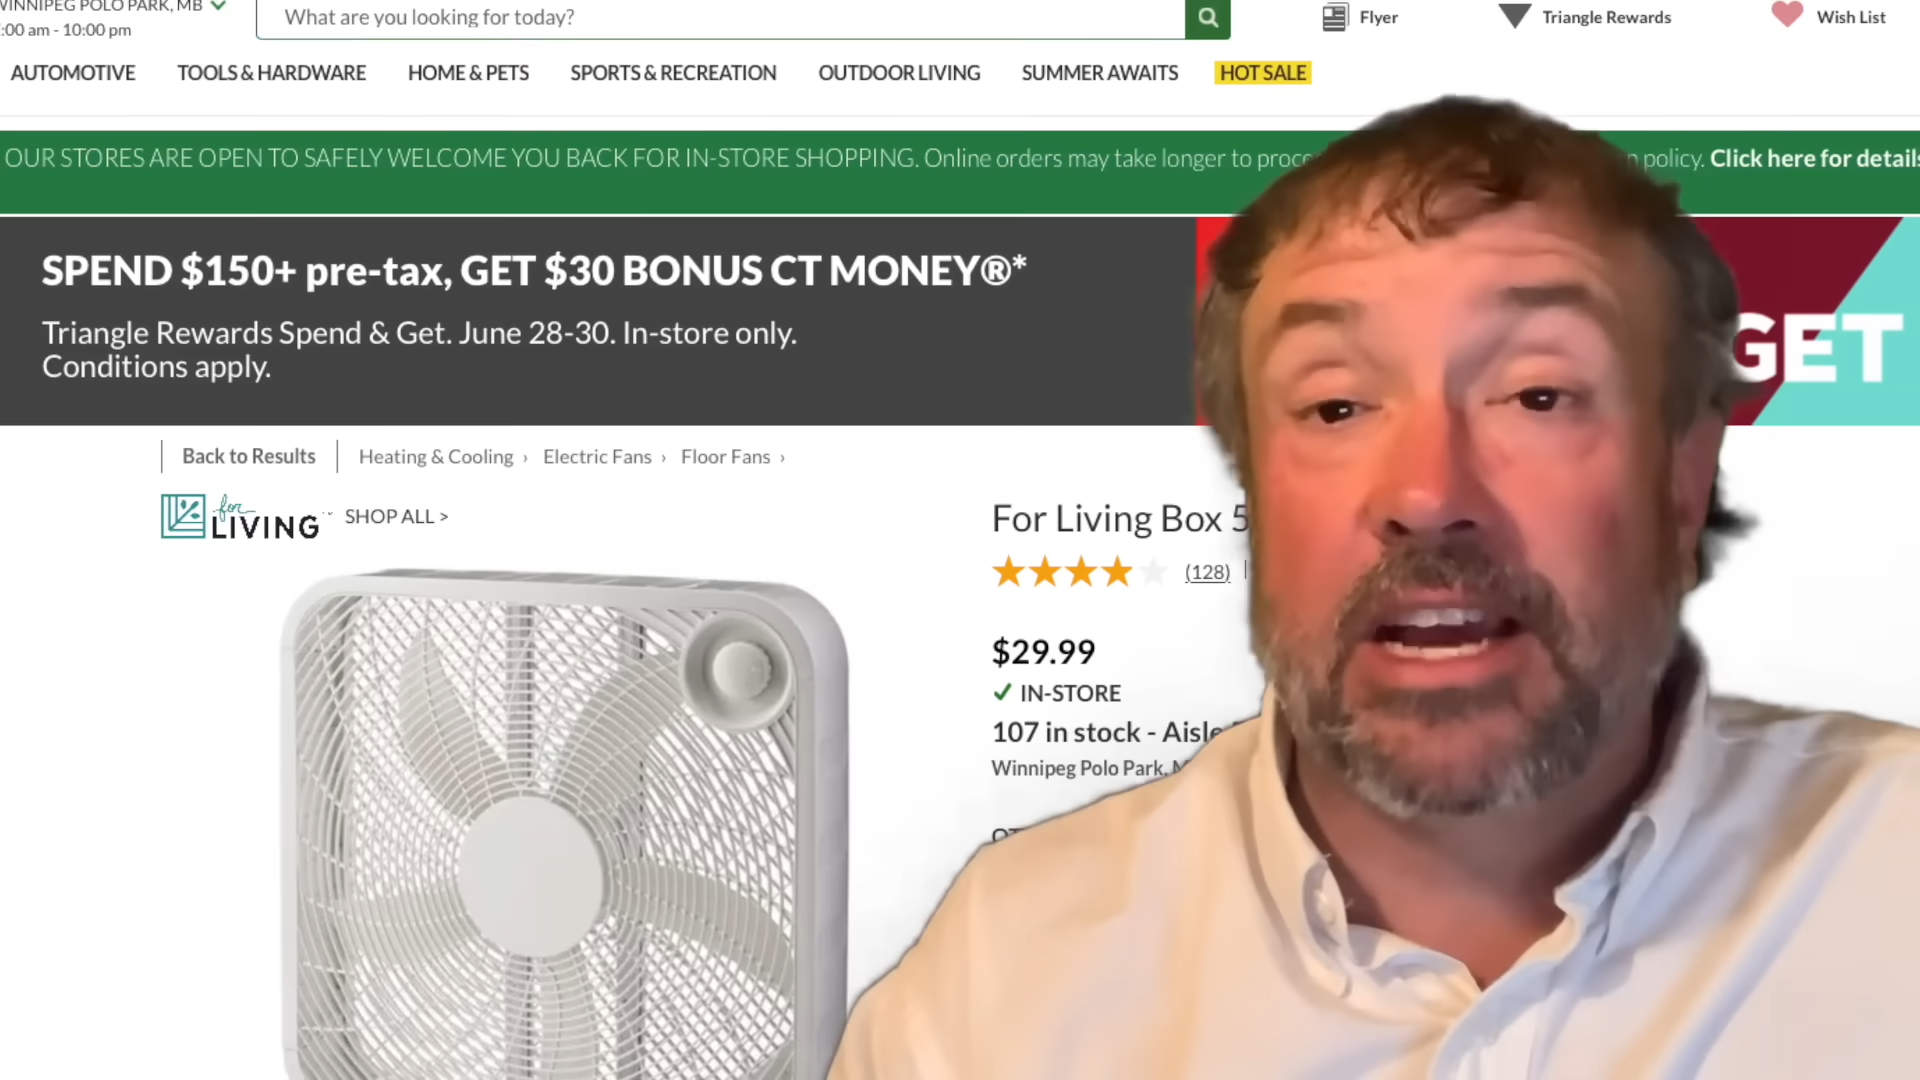 WINNIPEG POLO PARK, MB
:00 am - 10:00 pm
What are you looking for today?
Flyer
Triangle Rewards
Wish List
AUTOMOTIVE TOOLS & HARDWARE HOME & PETS SPORTS & RECREATION OUTDOOR LIVING SUMMER AWAITS HOT SALE
OUR STORES ARE OPEN TO SAFELY WELCOME YOU BACK FOR IN-STORE SHOPPING. Online orders may take longer to policy. Click here for details
SPEND $150+ pre-tax, GET $30 BONUS CT MONEY®*
Triangle Rewards Spend & Get. June 28-30. In-store only.
Conditions apply.
GET
Back to Results Heating & Cooling › Electric Fans › Floor Fans ›
for
LIVING
SHOP ALL >
For Living Box
(128)
$29.99
IN-STORE
107 in stock - Aisle
Winnipeg Polo Park,